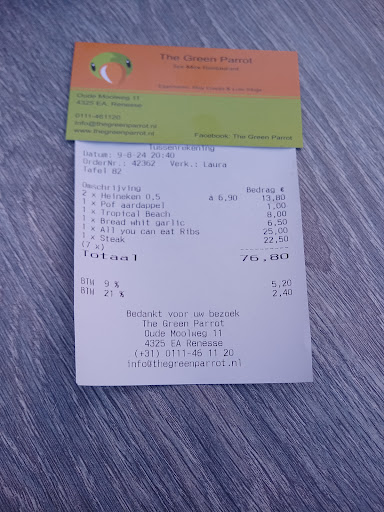 The Green Parrot
Tex Mex Restaurant
Oude Moolweg 11
4325 EA, Renesse
0111-461120
info@thegreenparrot.nl
www.thegreenparrot.nl
Facebook: The Green Parrot
Tussenrekening
Datum: 9-8-24 20:40
OrderNr.: 42362 Verk.: Laura
Tafel 82
Omschrijving Bedrag €
2 x Heineken 0,5 à 6,90 13,80
1 x Pof aardappel 1,00
1 x Tropical Beach 8,00
1 x Bread whit garlic 6,50
1 x All you can eat Ribs 25,00
1 x Steak 22,50
(7 x)
Totaal 76,80
BTW 9 % 5,20
BTW 21 % 2,40
Bedankt voor uw bezoek
The Green Parrot
Oude Moolweg 11
4325 EA Renesse
(+31) 0111-46 11 20
info@thegreenparrot.nl